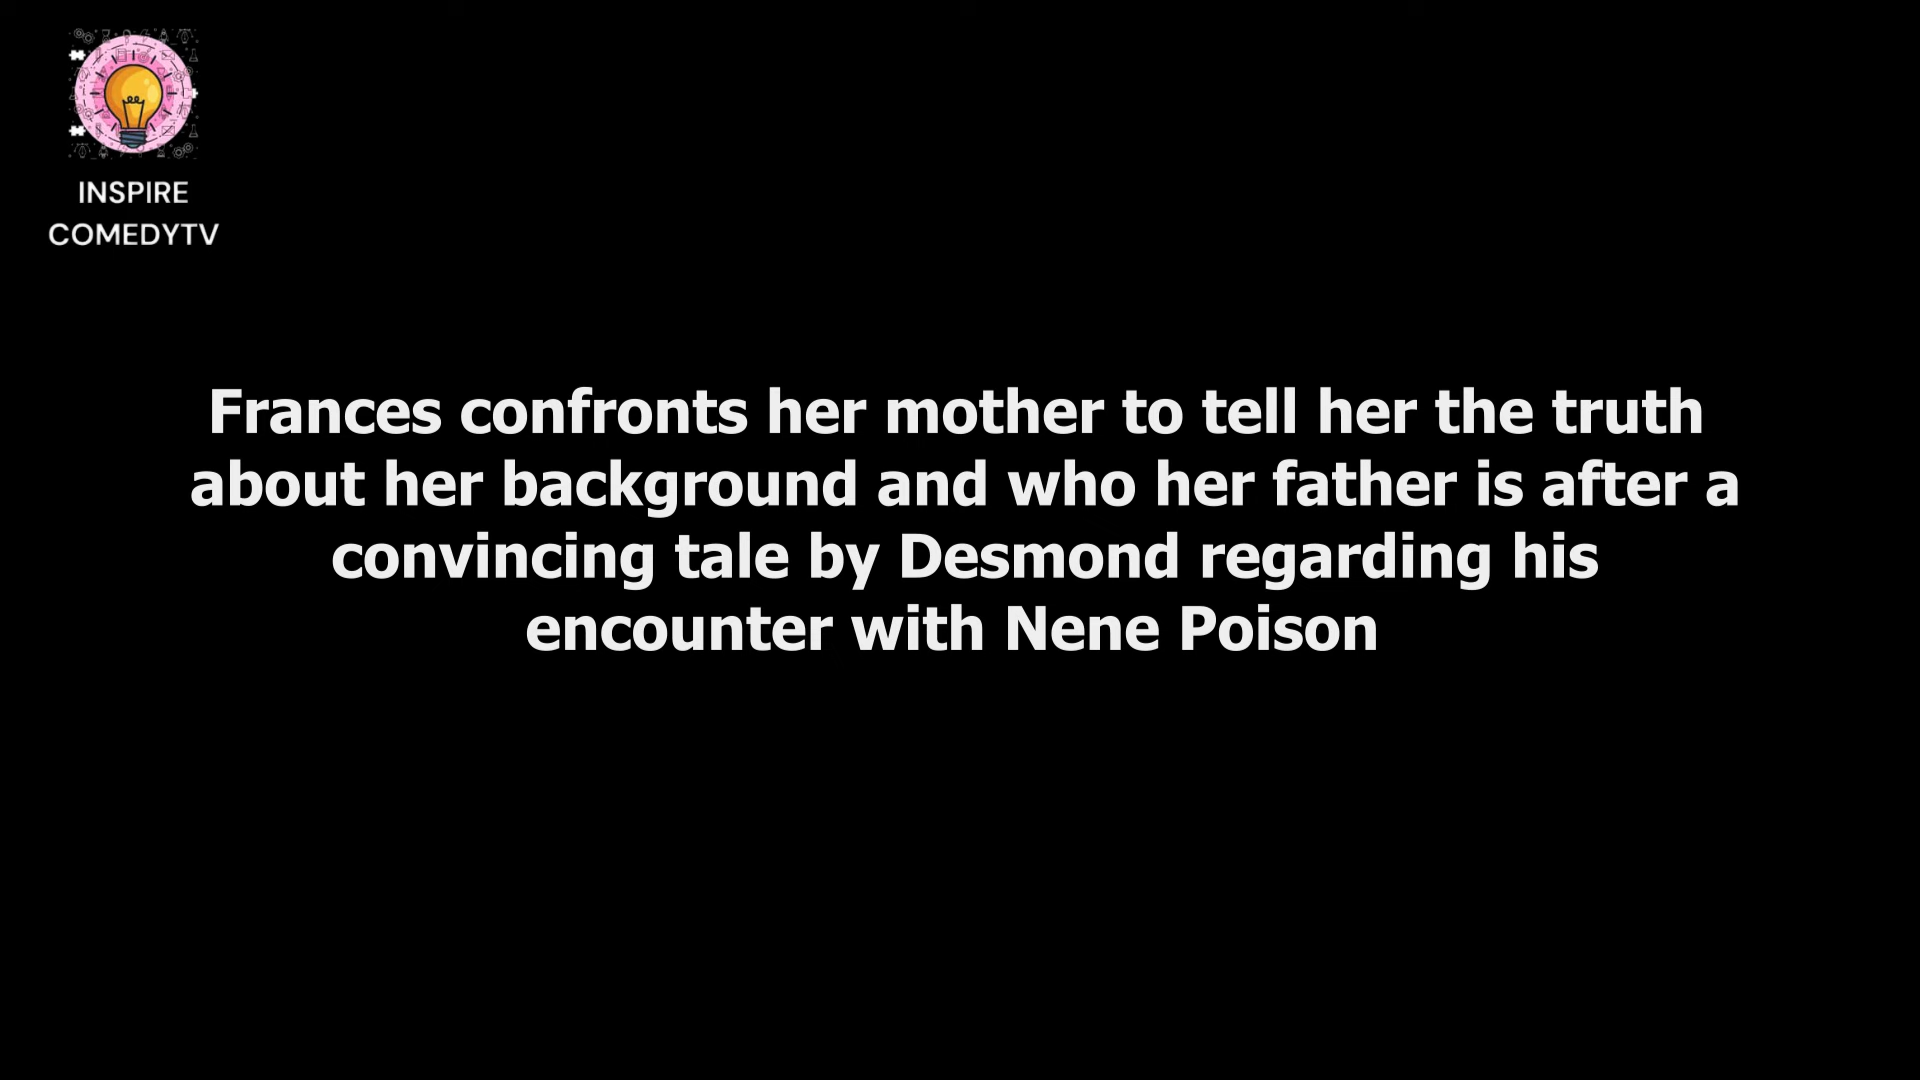 INSPIRE
COMEDYTV
Frances confronts her mother to tell her the truth
about her background and who her father is after a
convincing tale by Desmond regarding his
encounter with Nene Poison